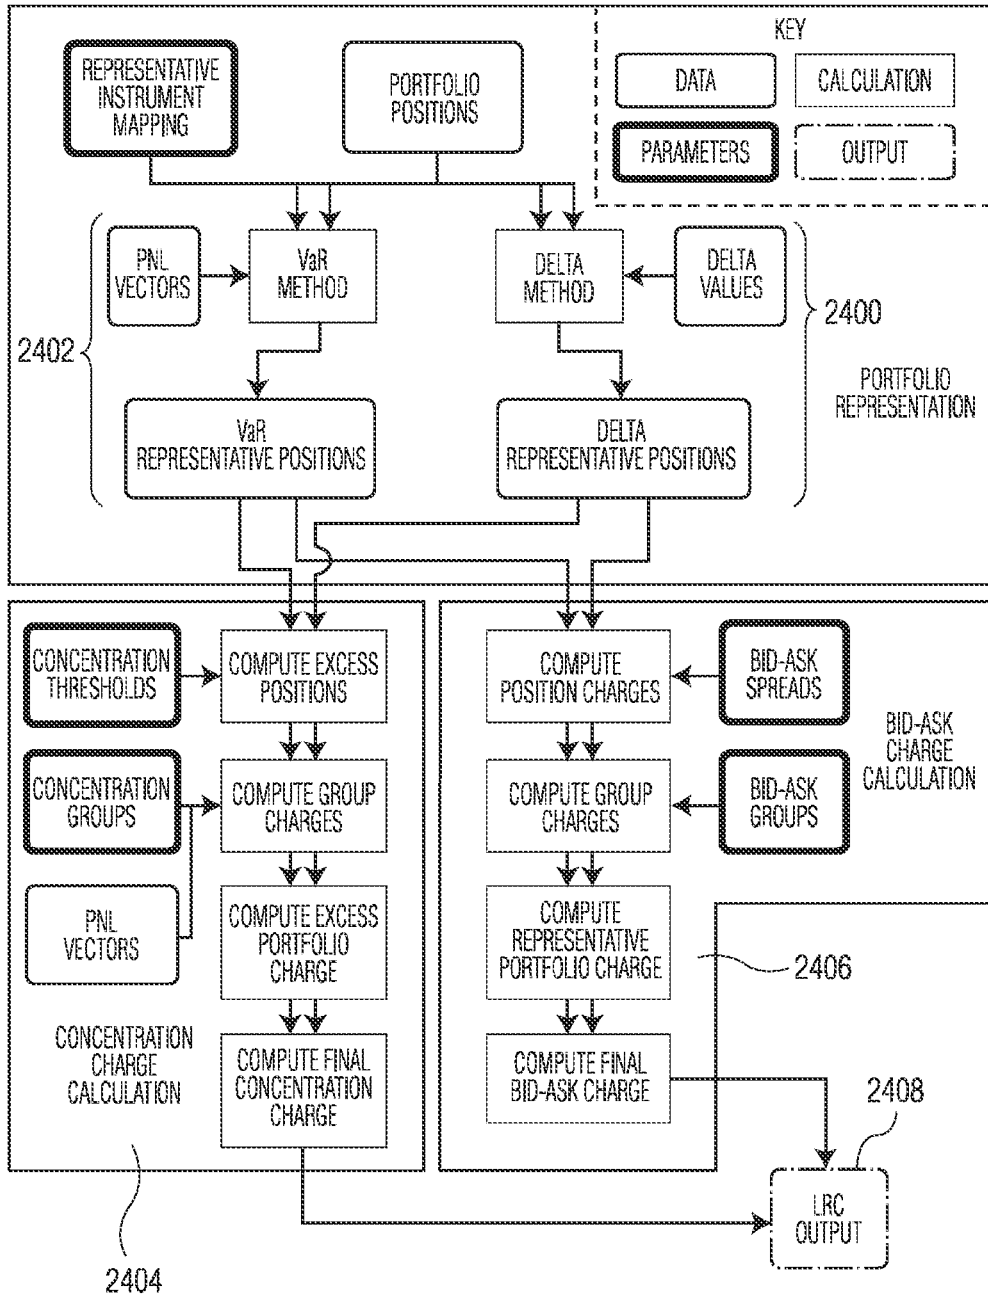 REPRESENTATIVE
INSTRUMENT
MAPPING
PORTFOLIO
POSITIONS
KEY
DATA
CALCULATION
PARAMETERS
OUTPUT
PNL
VECTORS
VaR
METHOD
DELTA
METHOD
DELTA
VALUES
2402
2400
PORTFOLIO
REPRESENTATION
VaR
REPRESENTATIVE POSITIONS
DELTA
REPRESENTATIVE POSITIONS
CONCENTRATION
THRESHOLDS
COMPUTE EXCESS
POSITIONS
CONCENTRATION
GROUPS
COMPUTE GROUP
CHARGES
PNL
VECTORS
COMPUTE EXCESS
PORTFOLIO
CHARGE
CONCENTRATION
CHARGE
CALCULATION
COMPUTE FINAL
CONCENTRATION
CHARGE
2404
COMPUTE
POSITION CHARGES
BID-ASK
SPREADS
BID-ASK
CHARGE
CALCULATION
COMPUTE GROUP
CHARGES
BID-ASK
GROUPS
COMPUTE
REPRESENTATIVE
PORTFOLIO CHARGE
2406
COMPUTE FINAL
BID-ASK CHARGE
2408
LRC
OUTPUT